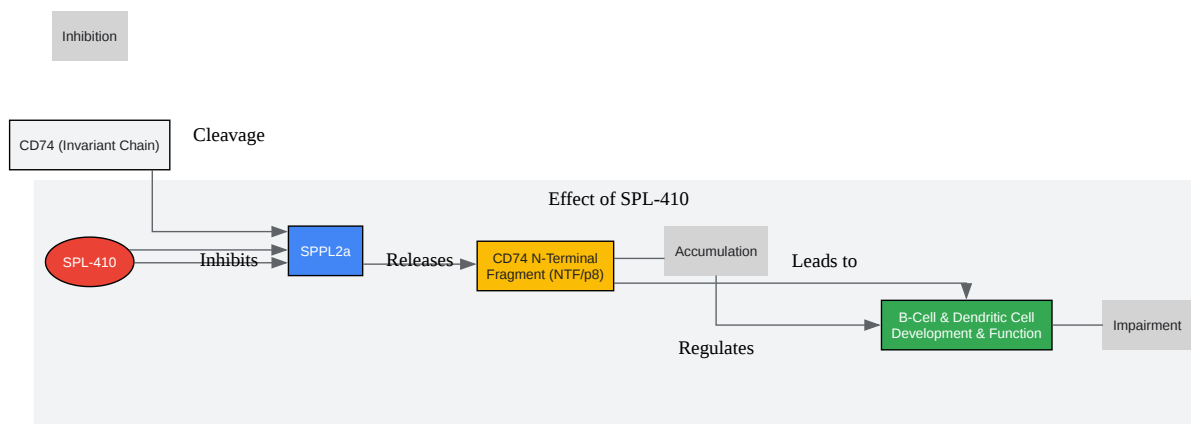 Inhibition
Cleavage
CD74 (Invariant Chain)
Effect of SPL-410
SPL-410
Inhibits
SPPL2a
Releases
CD74 N-Terminal
Fragment (NTF/p8)
Accumulation
Leads to
Regulates
B-Cell & Dendritic Cell
Development & Function
Impairment